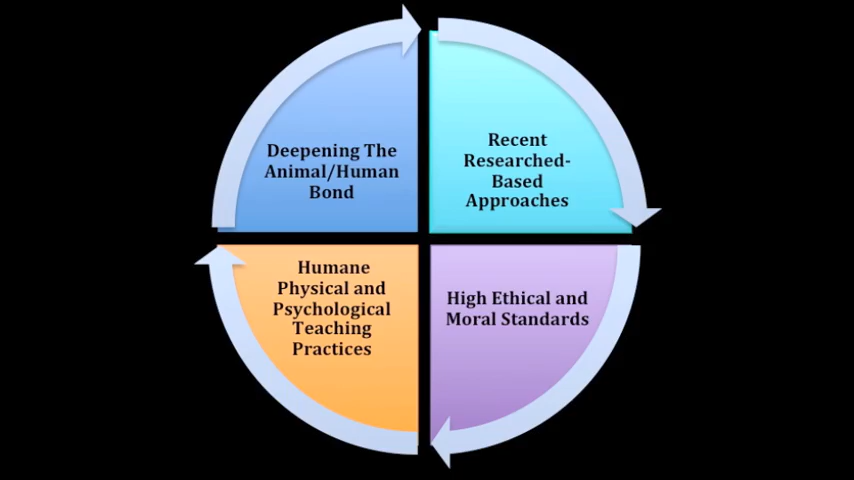 Deepening The
Animal/Human
Bond
Recent
Researched-
Based
Approaches
Humane
Physical and
Psychological
Teaching
Practices
High Ethical and
Moral Standards